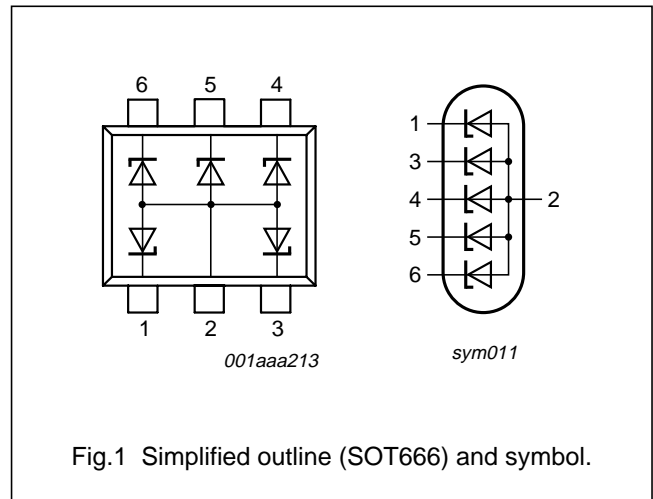 6 5 4
1 2 3
001aaa213
1
3
4 2
5
6
sym011
Fig.1 Simplified outline (SOT666) and symbol.